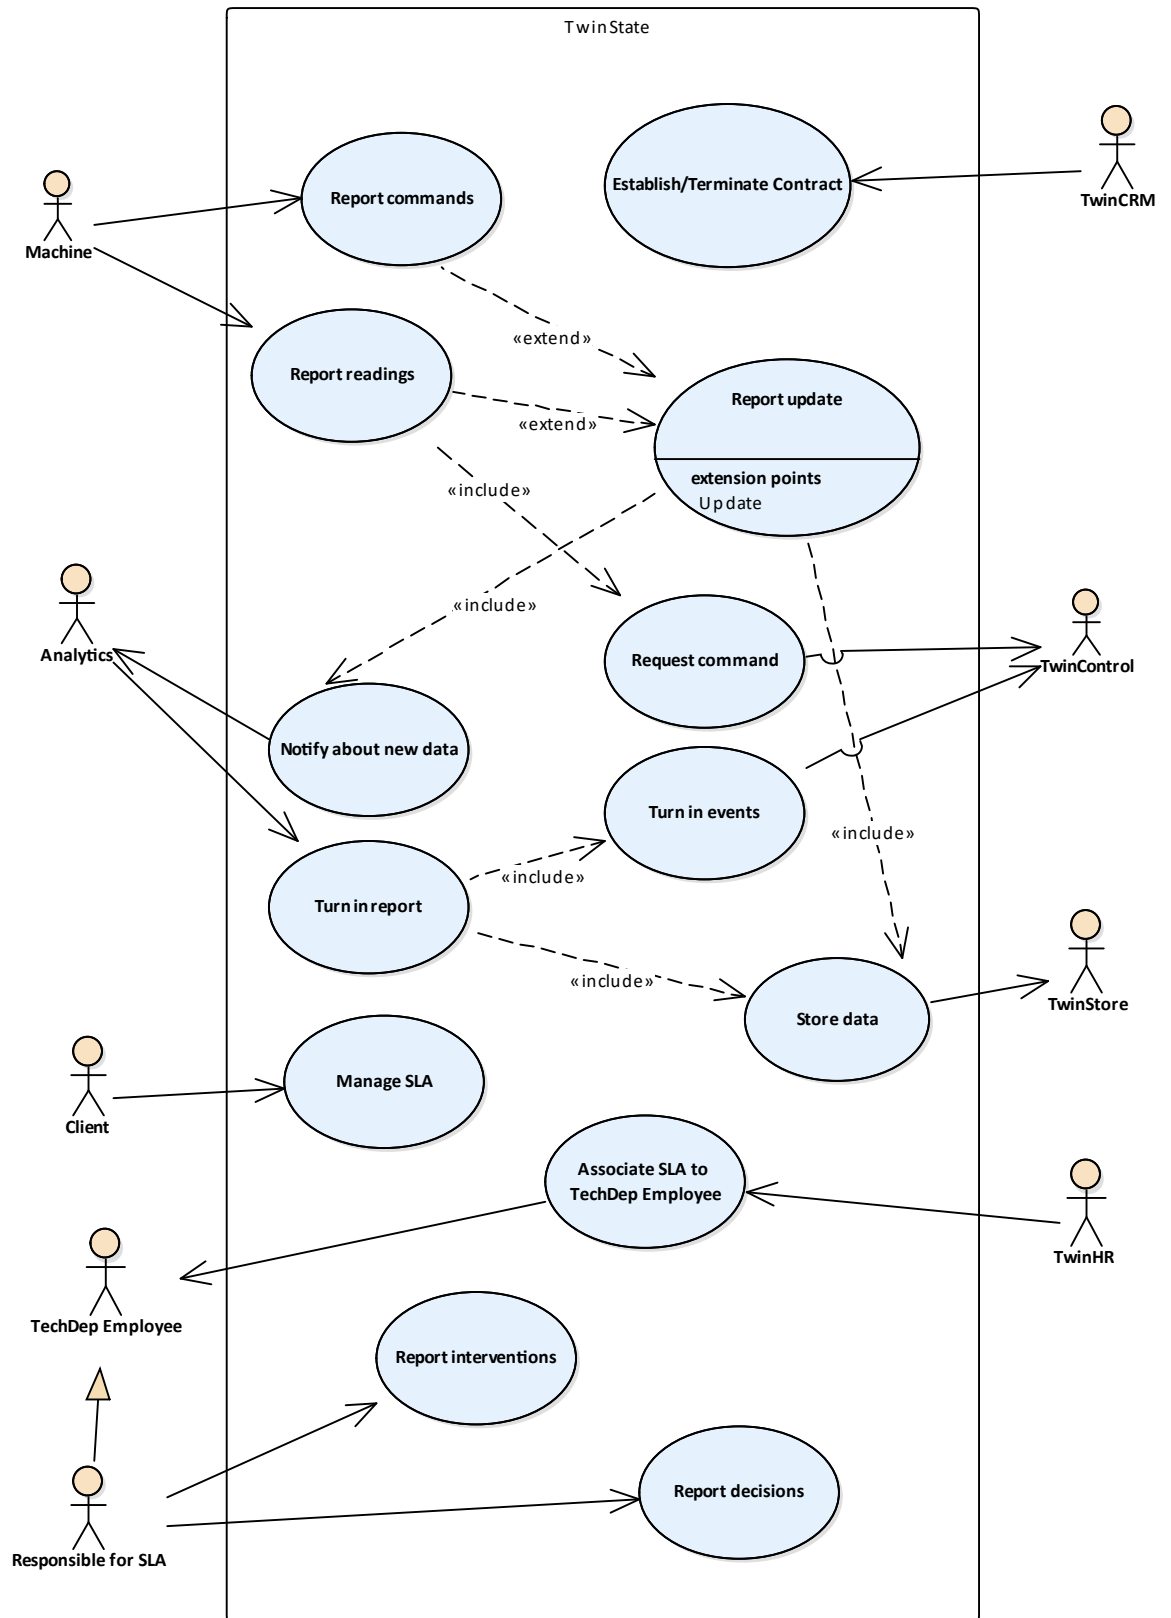 TwinState
Report commands
Establish/Terminate Contract
TwinCRM
Machine
«extend»
Report readings
Report update
«extend»
extension points
Update
«include»
«include»
Analytics
Request command
TwinControl
Notify about new data
Turn in events
«include»
«include»
Turn in report
«include»
Store data
TwinStore
Manage SLA
Client
Associate SLA to
TechDep Employee
TwinHR
TechDep Employee
Report interventions
Report decisions
Responsible for SLA